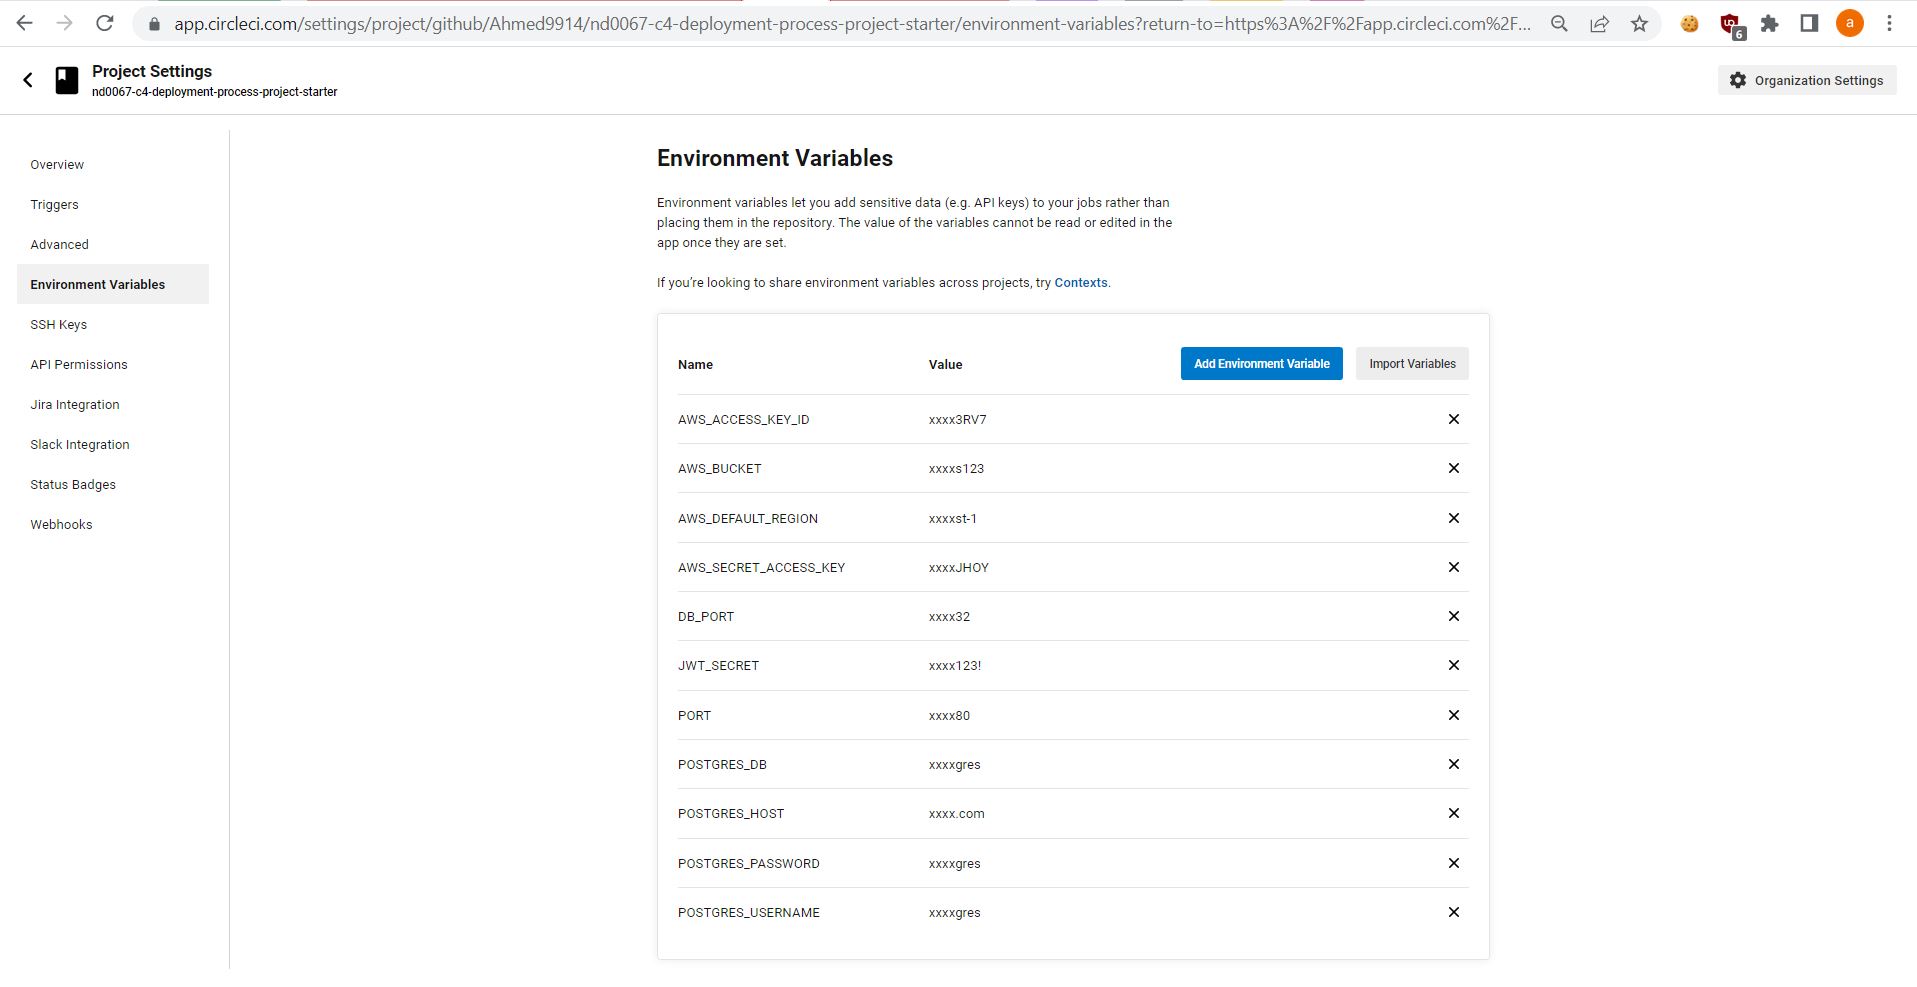 app.circleci.com/settings/project/github/Ahmed9914/nd0067-c4-deployment-process-project-starter/environment-variables?return-to=https%3A%2F%2Fapp.circleci.com%2F...
6
a
Project Settings
nd0067-c4-deployment-process-project-starter
Organization Settings
Overview
Triggers
Advanced
Environment Variables
SSH Keys
API Permissions
Jira Integration
Slack Integration
Status Badges
Webhooks
Environment Variables
Environment variables let you add sensitive data (e.g. API keys) to your jobs rather than
placing them in the repository. The value of the variables cannot be read or edited in the
app once they are set.
If you’re looking to share environment variables across projects, try Contexts.
Name Value Add Environment Variable Import Variables
AWS_ACCESS_KEY_ID xxxx3RV7
AWS_BUCKET xxxxs123
AWS_DEFAULT_REGION xxxxst-1
AWS_SECRET_ACCESS_KEY xxxxJHOY
DB_PORT xxxx32
JWT_SECRET xxxx123!
PORT xxxx80
POSTGRES_DB xxxxgres
POSTGRES_HOST xxxx.com
POSTGRES_PASSWORD xxxxgres
POSTGRES_USERNAME xxxxgres